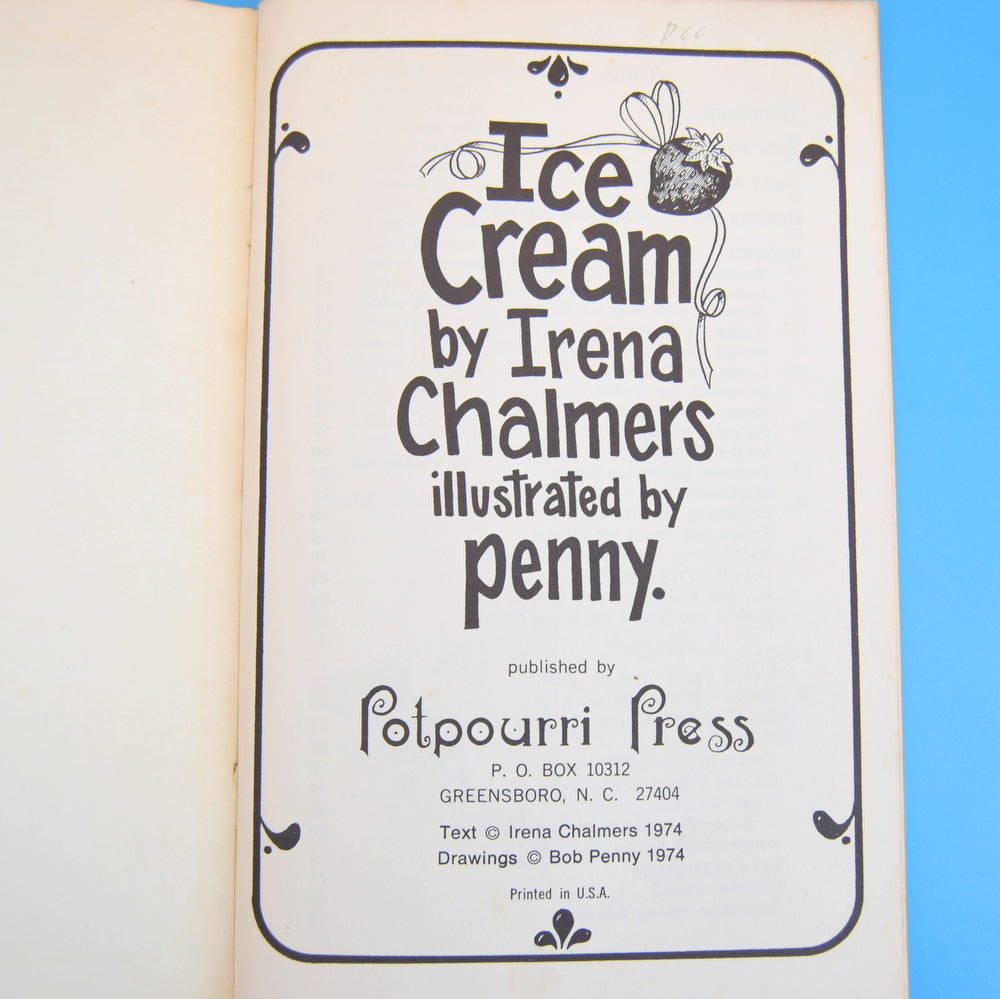 Ice
Cream
by Irena
Chalmers
illustrated by
penny.
published by
Potpourri Press
P. O. BOX 10312
GREENSBORO, N. C. 27404
Text © Irena Chalmers 1974
Drawings © Bob Penny 1974
Printed in U.S.A.